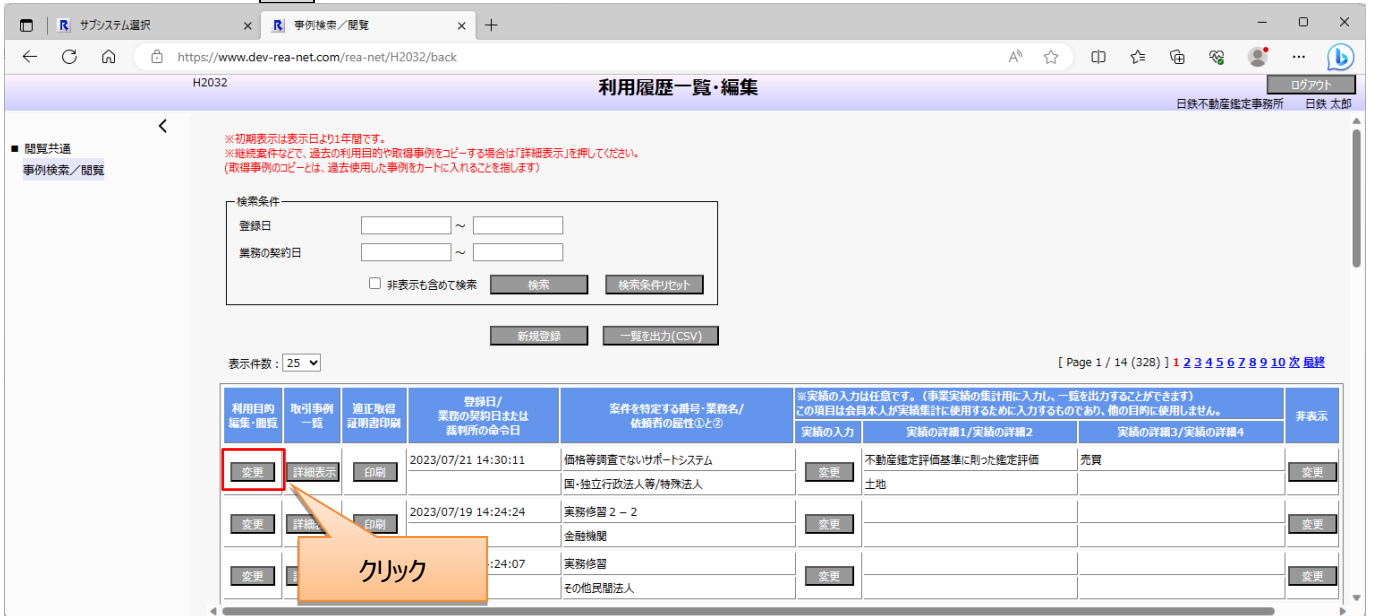 サブシステム選択
事例検索／閲覧
https://www.dev-rea-net.com/rea-net/H2032/back
H2032
利用履歴一覧・編集
ログアウト
日鉄不動産鑑定事務所 日鉄 太郎
■ 閲覧共通
事例検索／閲覧
※初期表示は表示日より1年間です。
※継続案件などで、過去の利用目的や取得事例をコピーする場合は「詳細表示」を押してください。
(取得事例のコピーとは、過去使用した事例をカートに入れることを指します)
検索条件
登録日 ～
業務の契約日 ～
非表示も含めて検索 検索 検索条件リセット
新規登録 一覧を出力(CSV)
表示件数 : 25
[ Page 1 / 14 (328) ] 1 2 3 4 5 6 7 8 9 10 次 最終
利用目的
編集・閲覧
取引事例
一覧
適正取得
証明書印刷
登録日/
業務の契約日または
裁判所の命令日
案件を特定する番号・業務名/
依頼者の属性①と②
※実績の入力は任意です。（事業実績の集計用に入力し、一覧を出力することができます）
この項目は会員本人が実績集計に使用するために入力するものであり、他の目的に使用しません。
実績の入力 実績の詳細1/実績の詳細2 実績の詳細3/実績の詳細4
非表示
変更 詳細表示 印刷 2023/07/21 14:30:11 価格等調査でないサポートシステム 変更 不動産鑑定評価基準に則った鑑定評価 売買 変更
国・独立行政法人等/特殊法人 土地
変更 詳細 印刷 2023/07/19 14:24:24 実務修習２－２ 変更 変更
金融機関
変更 :24:07 実務修習 変更 変更
その他民間法人
クリック